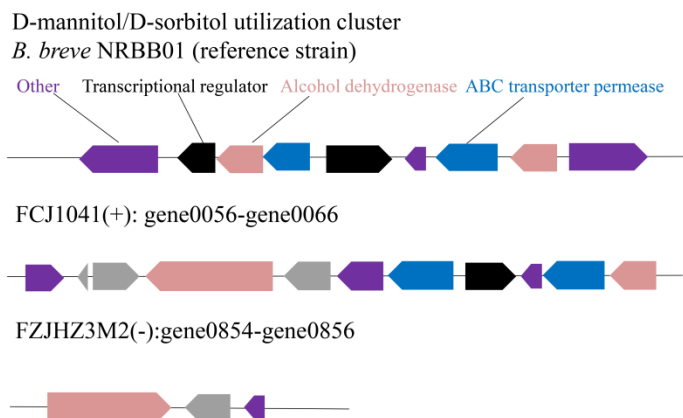 D-mannitol/D-sorbitol utilization cluster
B. breve NRBB01 (reference strain)
Other Transcriptional regulator Alcohol dehydrogenase ABC transporter permease
FCJ1041(+): gene0056-gene0066
FZJHZ3M2(-):gene0854-gene0856